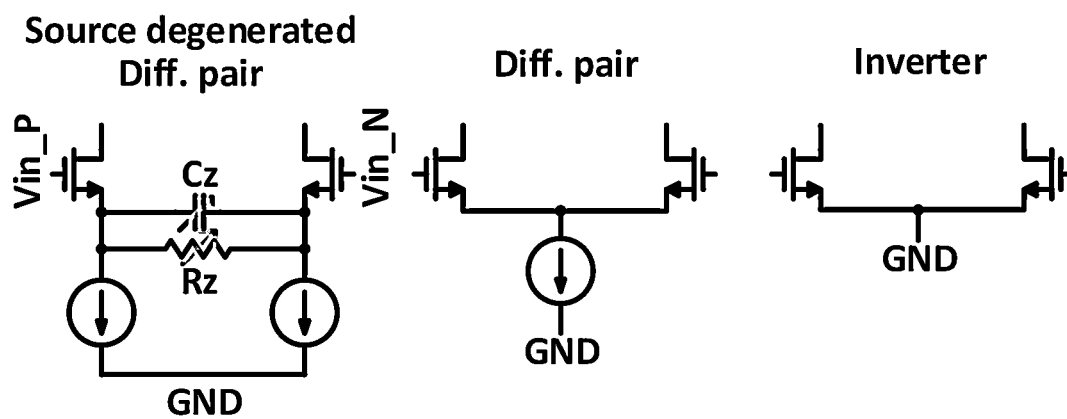 Source degenerated
Diff. pair
Vin_P
Vin_N
Cz
Rz
GND
Diff. pair
GND
Inverter
GND